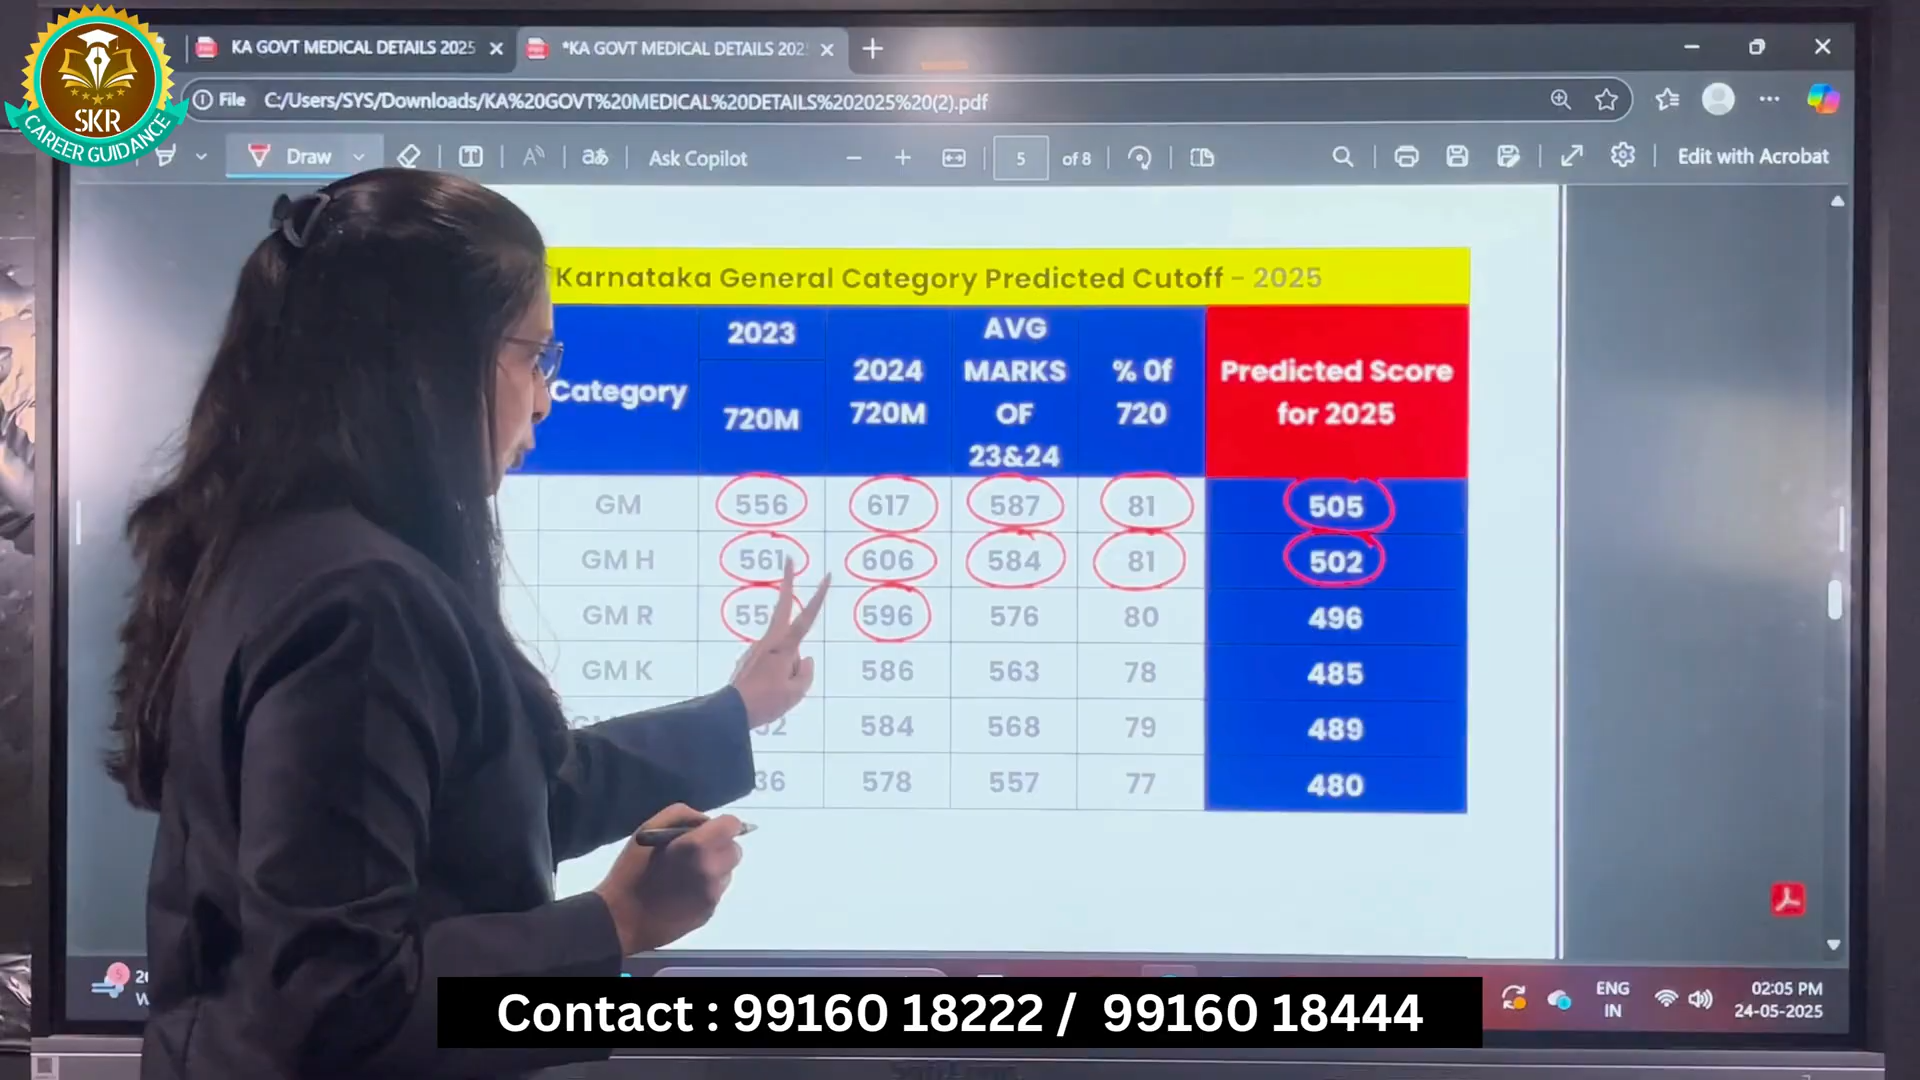 KA GOVT MEDICAL DETAILS 2025
*KA GOVT MEDICAL DETAILS 202
SKR
CAREER GUIDANCE
File C:/Users/SYS/Downloads/KA%20GOVT%20MEDICAL%20DETAILS%202025%20(2).pdf
Draw
Ask Copilot
5 of 8
Edit with Acrobat
Karnataka General Category Predicted Cutoff - 2025
Category 2023 720M 2024 720M AVG MARKS OF 23&24 % Of 720 Predicted Score for 2025
GM 556 617 587 81 505
GM H 561 606 584 81 502
GM R 596 576 80 496
GM K 586 563 78 485
584 568 79 489
578 557 77 480
ENG IN
02:05 PM
24-05-2025
Contact : 99160 18222 / 99160 18444